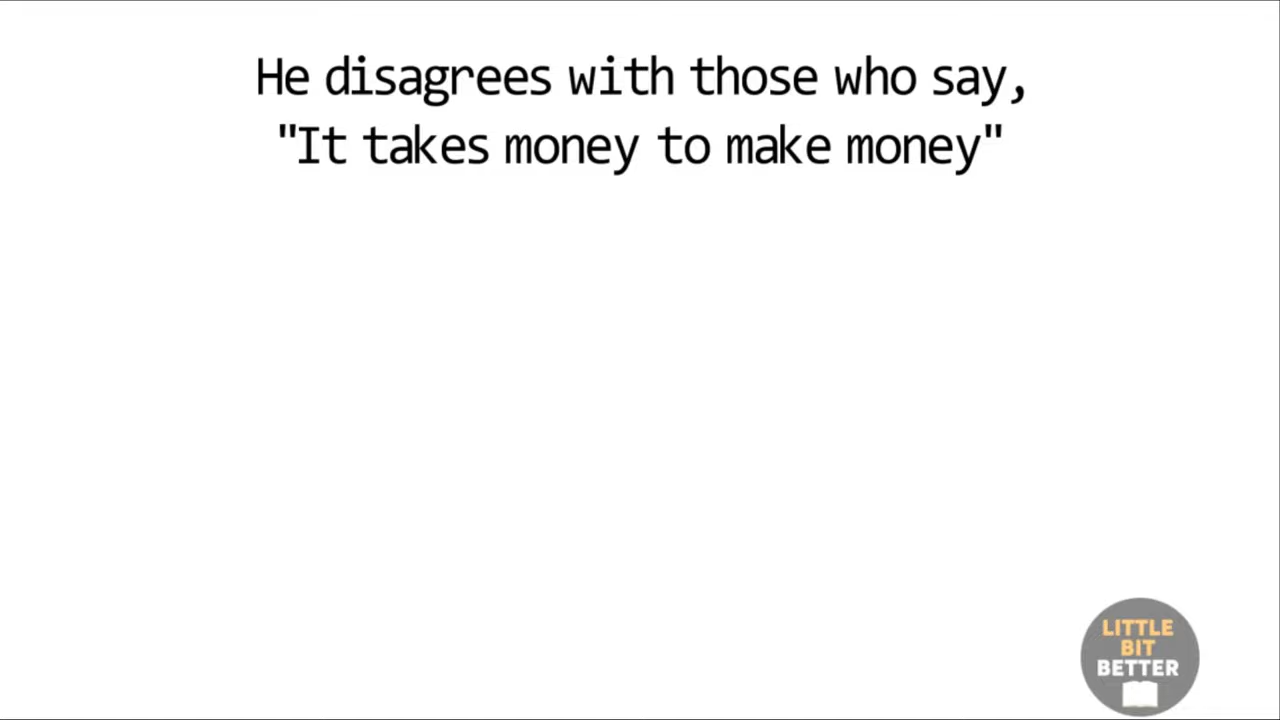 He disagrees with those who say,
"It takes money to make money"
LITTLE
BIT
BETTER